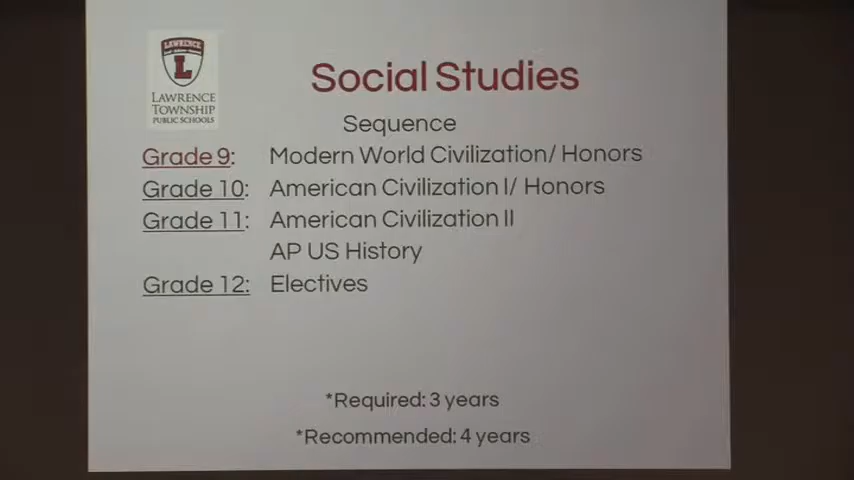 LAWRENCE
L
LAWRENCE
TOWNSHIP
PUBLIC SCHOOLS
Social Studies
Sequence
Grade 9: Modern World Civilization/ Honors
Grade 10: American Civilization I/ Honors
Grade 11: American Civilization II
AP US History
Grade 12: Electives
*Required: 3 years
*Recommended: 4 years